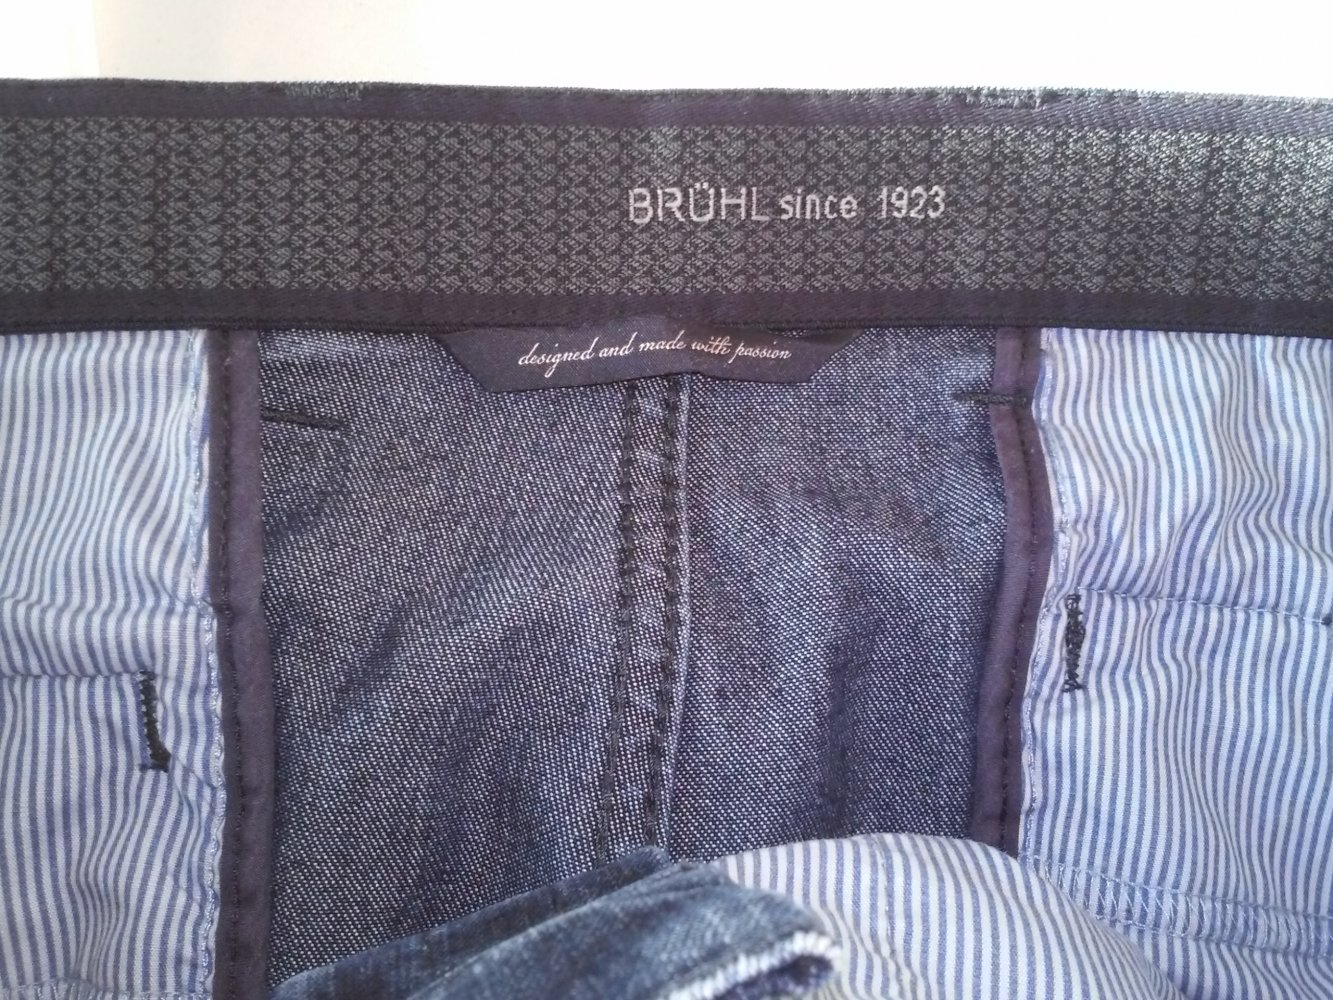 BRÜHL since 1923
designed and made with passion